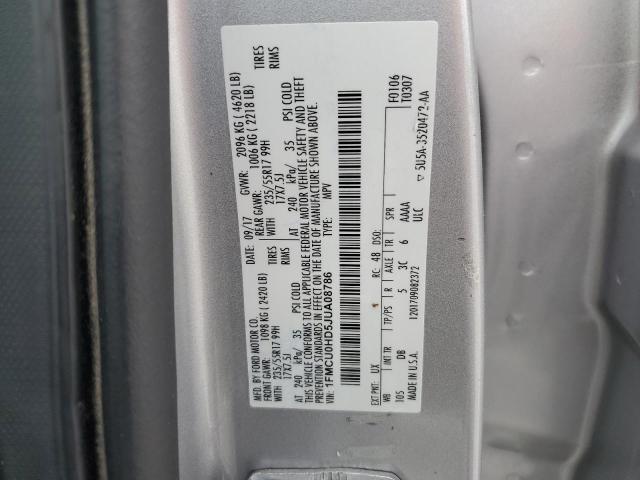 MFD. BY FORD MOTOR CO.
DATE: 09/17 GVWR: 2096 KG ( 4620 LB)
FRONT GAWR: 1098 KG ( 2420 LB) REAR GAWR: 1006 KG ( 2218 LB)
WITH 235/55R17 99H TIRES WITH 235/55R17 99H TIRES
17X7.5J RIMS 17X7.5J RIMS
AT 240 kPa/ 35 PSI COLD AT 240 kPa/ 35 PSI COLD
THIS VEHICLE CONFORMS TO ALL APPLICABLE FEDERAL MOTOR VEHICLE SAFETY AND THEFT
PREVENTION STANDARDS IN EFFECT ON THE DATE OF MANUFACTURE SHOWN ABOVE.
VIN: 1FMCU0HD5JUA08786 TYPE: MPV
F0106
T0307
EXT PNT: UX RC: 48 DSO:
WB INT TR TP/PS R AXLE TR SPR
105 DB 5 3C 6 AAAA
ULC
1201709082372
MADE IN U.S.A. 5U5A-3520472-AA